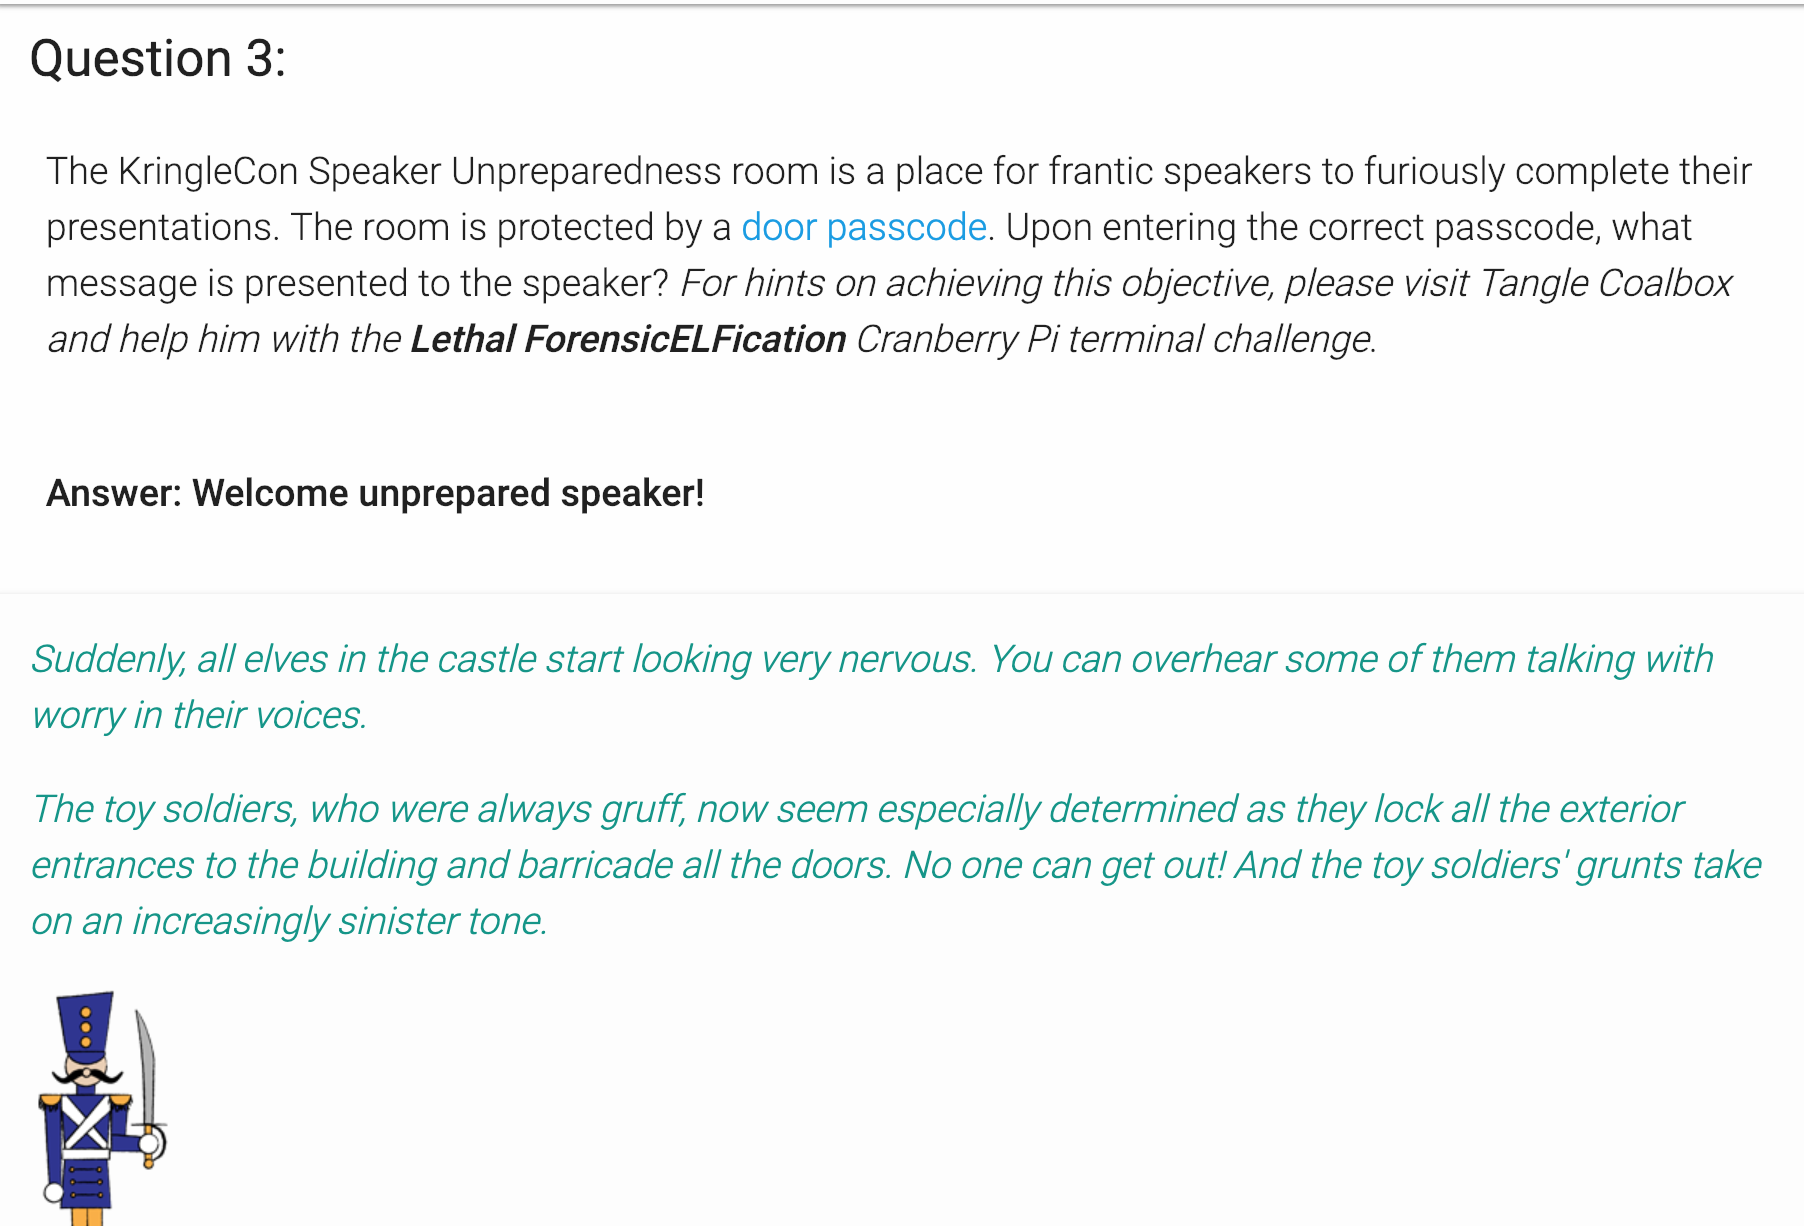 Question 3:
The KringleCon Speaker Unpreparedness room is a place for frantic speakers to furiously complete their
presentations. The room is protected by a door passcode. Upon entering the correct passcode, what
message is presented to the speaker? For hints on achieving this objective, please visit Tangle Coalbox
and help him with the Lethal ForensicELFication Cranberry Pi terminal challenge.
Answer: Welcome unprepared speaker!
Suddenly, all elves in the castle start looking very nervous. You can overhear some of them talking with
worry in their voices.
The toy soldiers, who were always gruff, now seem especially determined as they lock all the exterior
entrances to the building and barricade all the doors. No one can get out! And the toy soldiers' grunts take
on an increasingly sinister tone.